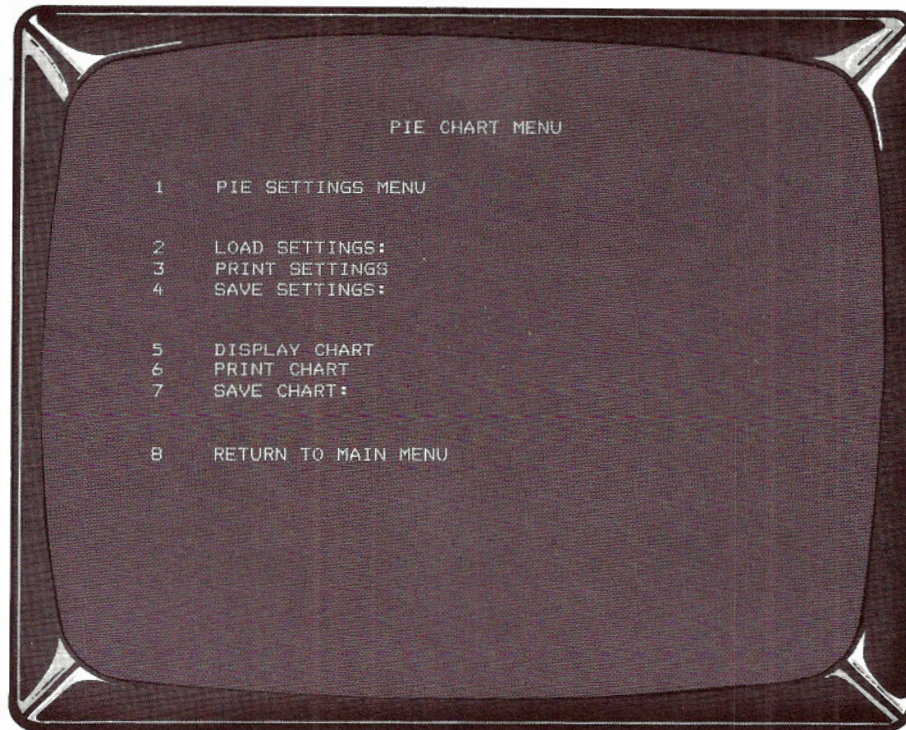 PIE CHART MENU
1 PIE SETTINGS MENU
2 LOAD SETTINGS:
3 PRINT SETTINGS
4 SAVE SETTINGS:
5 DISPLAY CHART
6 PRINT CHART
7 SAVE CHART:
8 RETURN TO MAIN MENU